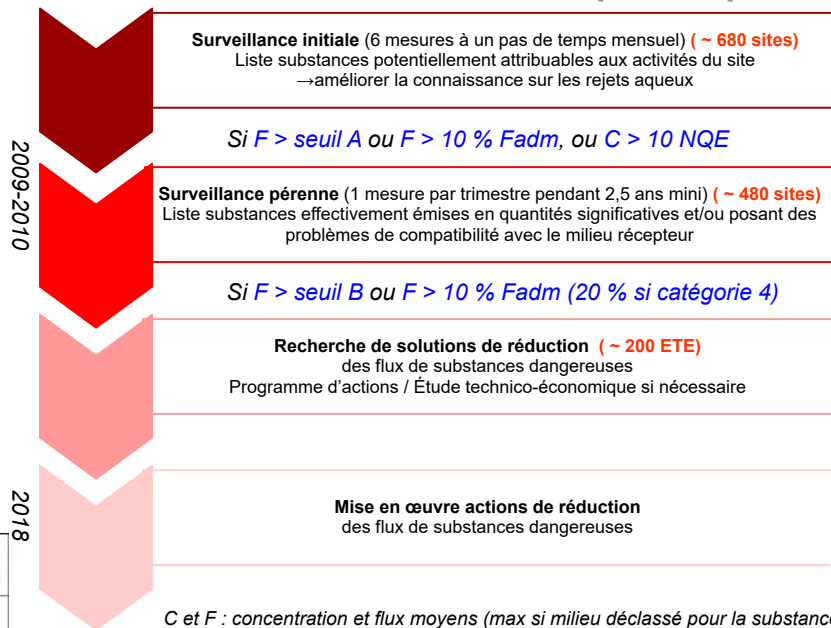 Surveillance initiale (6 mesures à un pas de temps mensuel) ( ~ 680 sites)
Liste substances potentiellement attribuables aux activités du site
→améliorer la connaissance sur les rejets aqueux
Si F > seuil A ou F > 10 % Fadm, ou C > 10 NQE
2009-2010
Surveillance pérenne (1 mesure par trimestre pendant 2,5 ans mini) ( ~ 480 sites)
Liste substances effectivement émises en quantités significatives et/ou posant des
problèmes de compatibilité avec le milieu récepteur
Si F > seuil B ou F > 10 % Fadm (20 % si catégorie 4)
Recherche de solutions de réduction ( ~ 200 ETE)
des flux de substances dangereuses
Programme d'actions / Étude technico-économique si nécessaire
2018
Mise en œuvre actions de réduction
des flux de substances dangereuses
C et F : concentration et flux moyens (max si milieu déclassé pour la substance